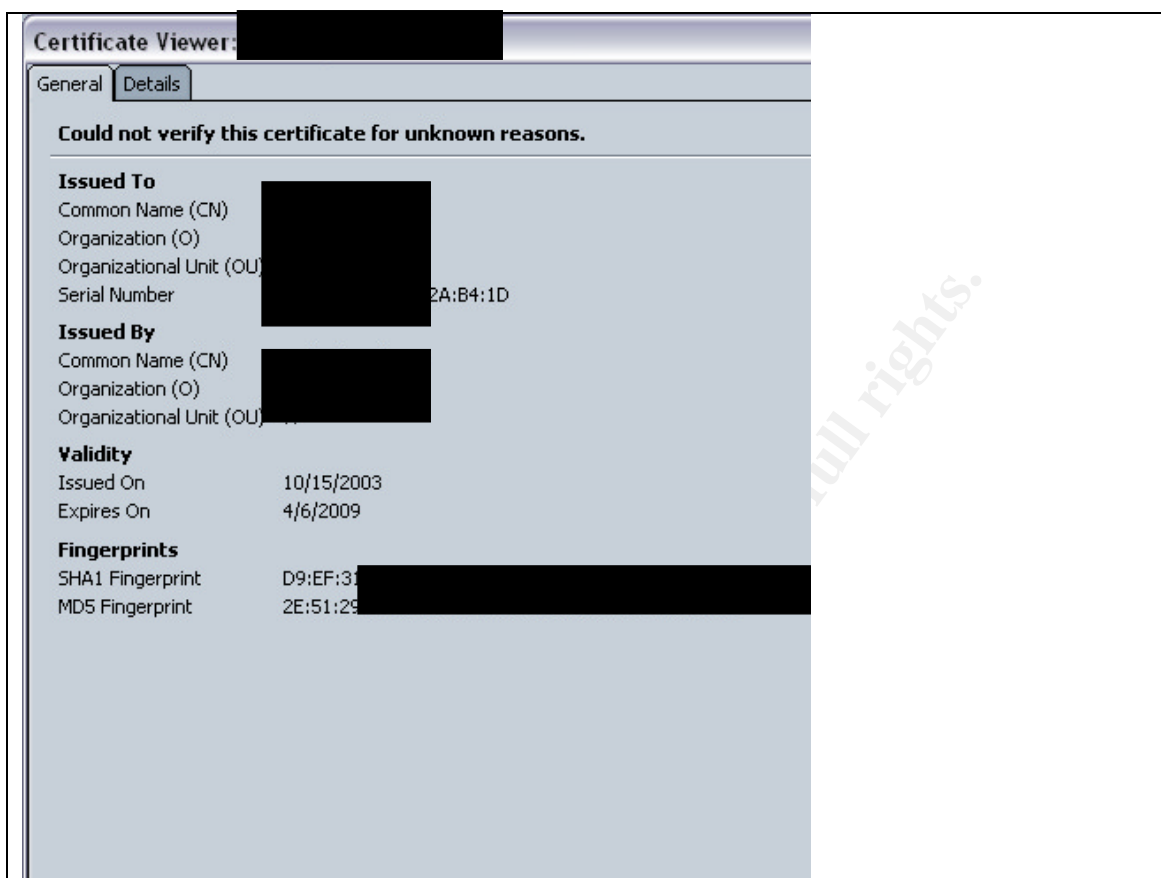 Certificate Viewer:
General Details
Could not verify this certificate for unknown reasons.
Issued To
Common Name (CN)
Organization (O)
Organizational Unit (OU)
Serial Number 2A:B4:1D
Issued By
Common Name (CN)
Organization (O)
Organizational Unit (OU)
Validity
Issued On 10/15/2003
Expires On 4/6/2009
Fingerprints
SHA1 Fingerprint D9:EF:31
MD5 Fingerprint 2E:51:29
full rights.